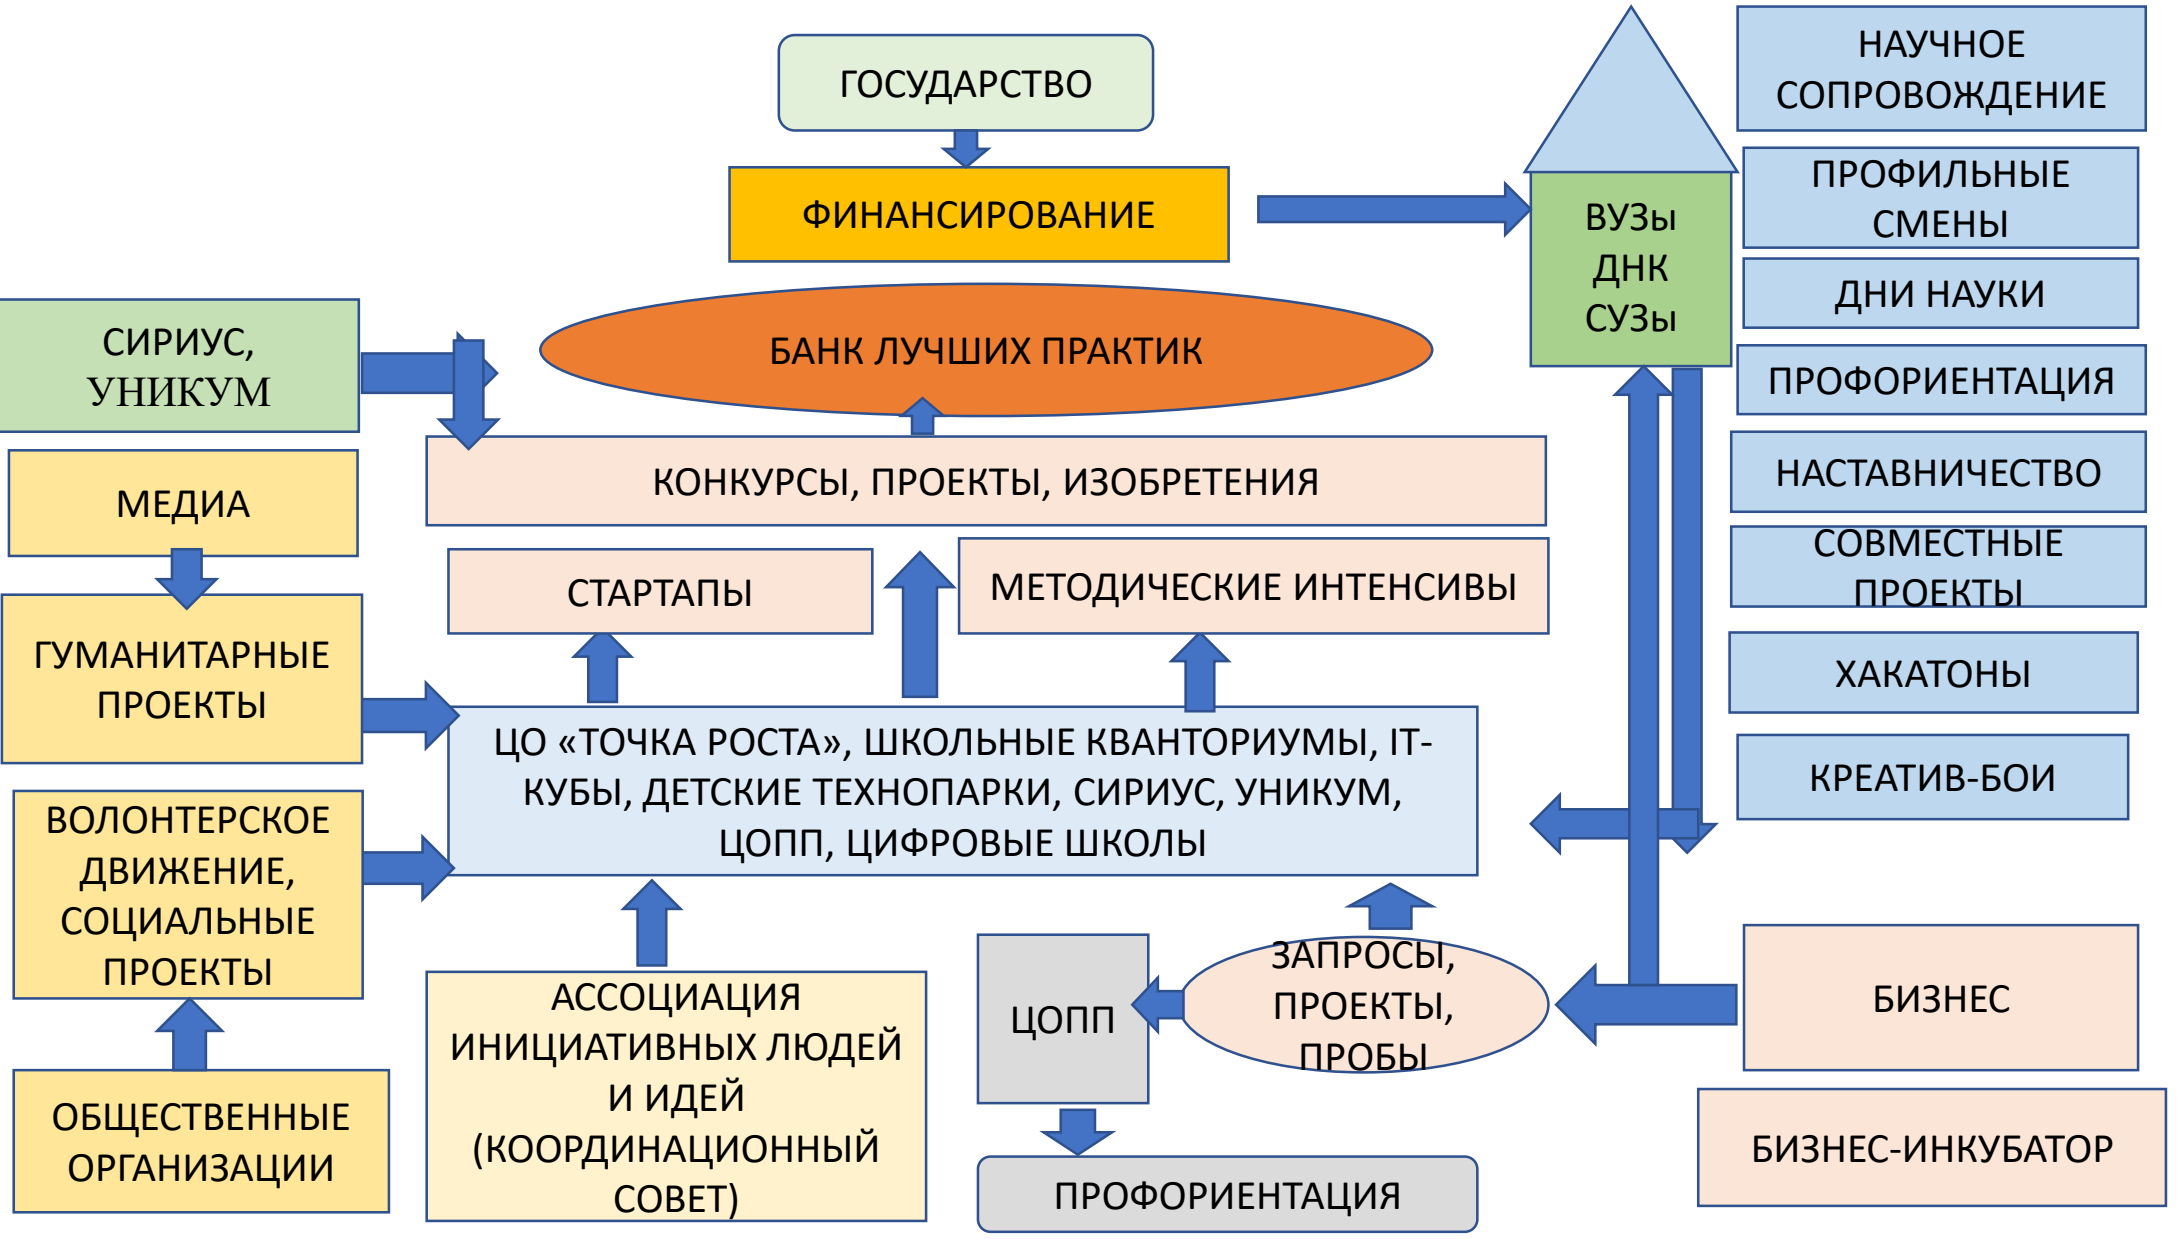 ГОСУДАРСТВО
ФИНАНСИРОВАНИЕ
ВУЗы
ДНК
СУЗы
НАУЧНОЕ
СОПРОВОЖДЕНИЕ
ПРОФИЛЬНЫЕ
СМЕНЫ
ДНИ НАУКИ
ПРОФОРИЕНТАЦИЯ
НАСТАВНИЧЕСТВО
СОВМЕСТНЫЕ
ПРОЕКТЫ
ХАКАТОНЫ
КРЕАТИВ-БОИ
СИРИУС,
УНИКУМ
БАНК ЛУЧШИХ ПРАКТИК
КОНКУРСЫ, ПРОЕКТЫ, ИЗОБРЕТЕНИЯ
МЕДИА
СТАРТАПЫ
МЕТОДИЧЕСКИЕ ИНТЕНСИВЫ
ГУМАНИТАРНЫЕ
ПРОЕКТЫ
ЦО «ТОЧКА РОСТА», ШКОЛЬНЫЕ КВАНТОРИУМЫ, IT-
КУБЫ, ДЕТСКИЕ ТЕХНОПАРКИ, СИРИУС, УНИКУМ,
ЦОПП, ЦИФРОВЫЕ ШКОЛЫ
ВОЛОНТЕРСКОЕ
ДВИЖЕНИЕ,
СОЦИАЛЬНЫЕ
ПРОЕКТЫ
ОБЩЕСТВЕННЫЕ
ОРГАНИЗАЦИИ
АССОЦИАЦИЯ
ИНИЦИАТИВНЫХ ЛЮДЕЙ
И ИДЕЙ
(КООРДИНАЦИОННЫЙ
СОВЕТ)
ЦОПП
ЗАПРОСЫ,
ПРОЕКТЫ,
ПРОБЫ
БИЗНЕС
БИЗНЕС-ИНКУБАТОР
ПРОФОРИЕНТАЦИЯ